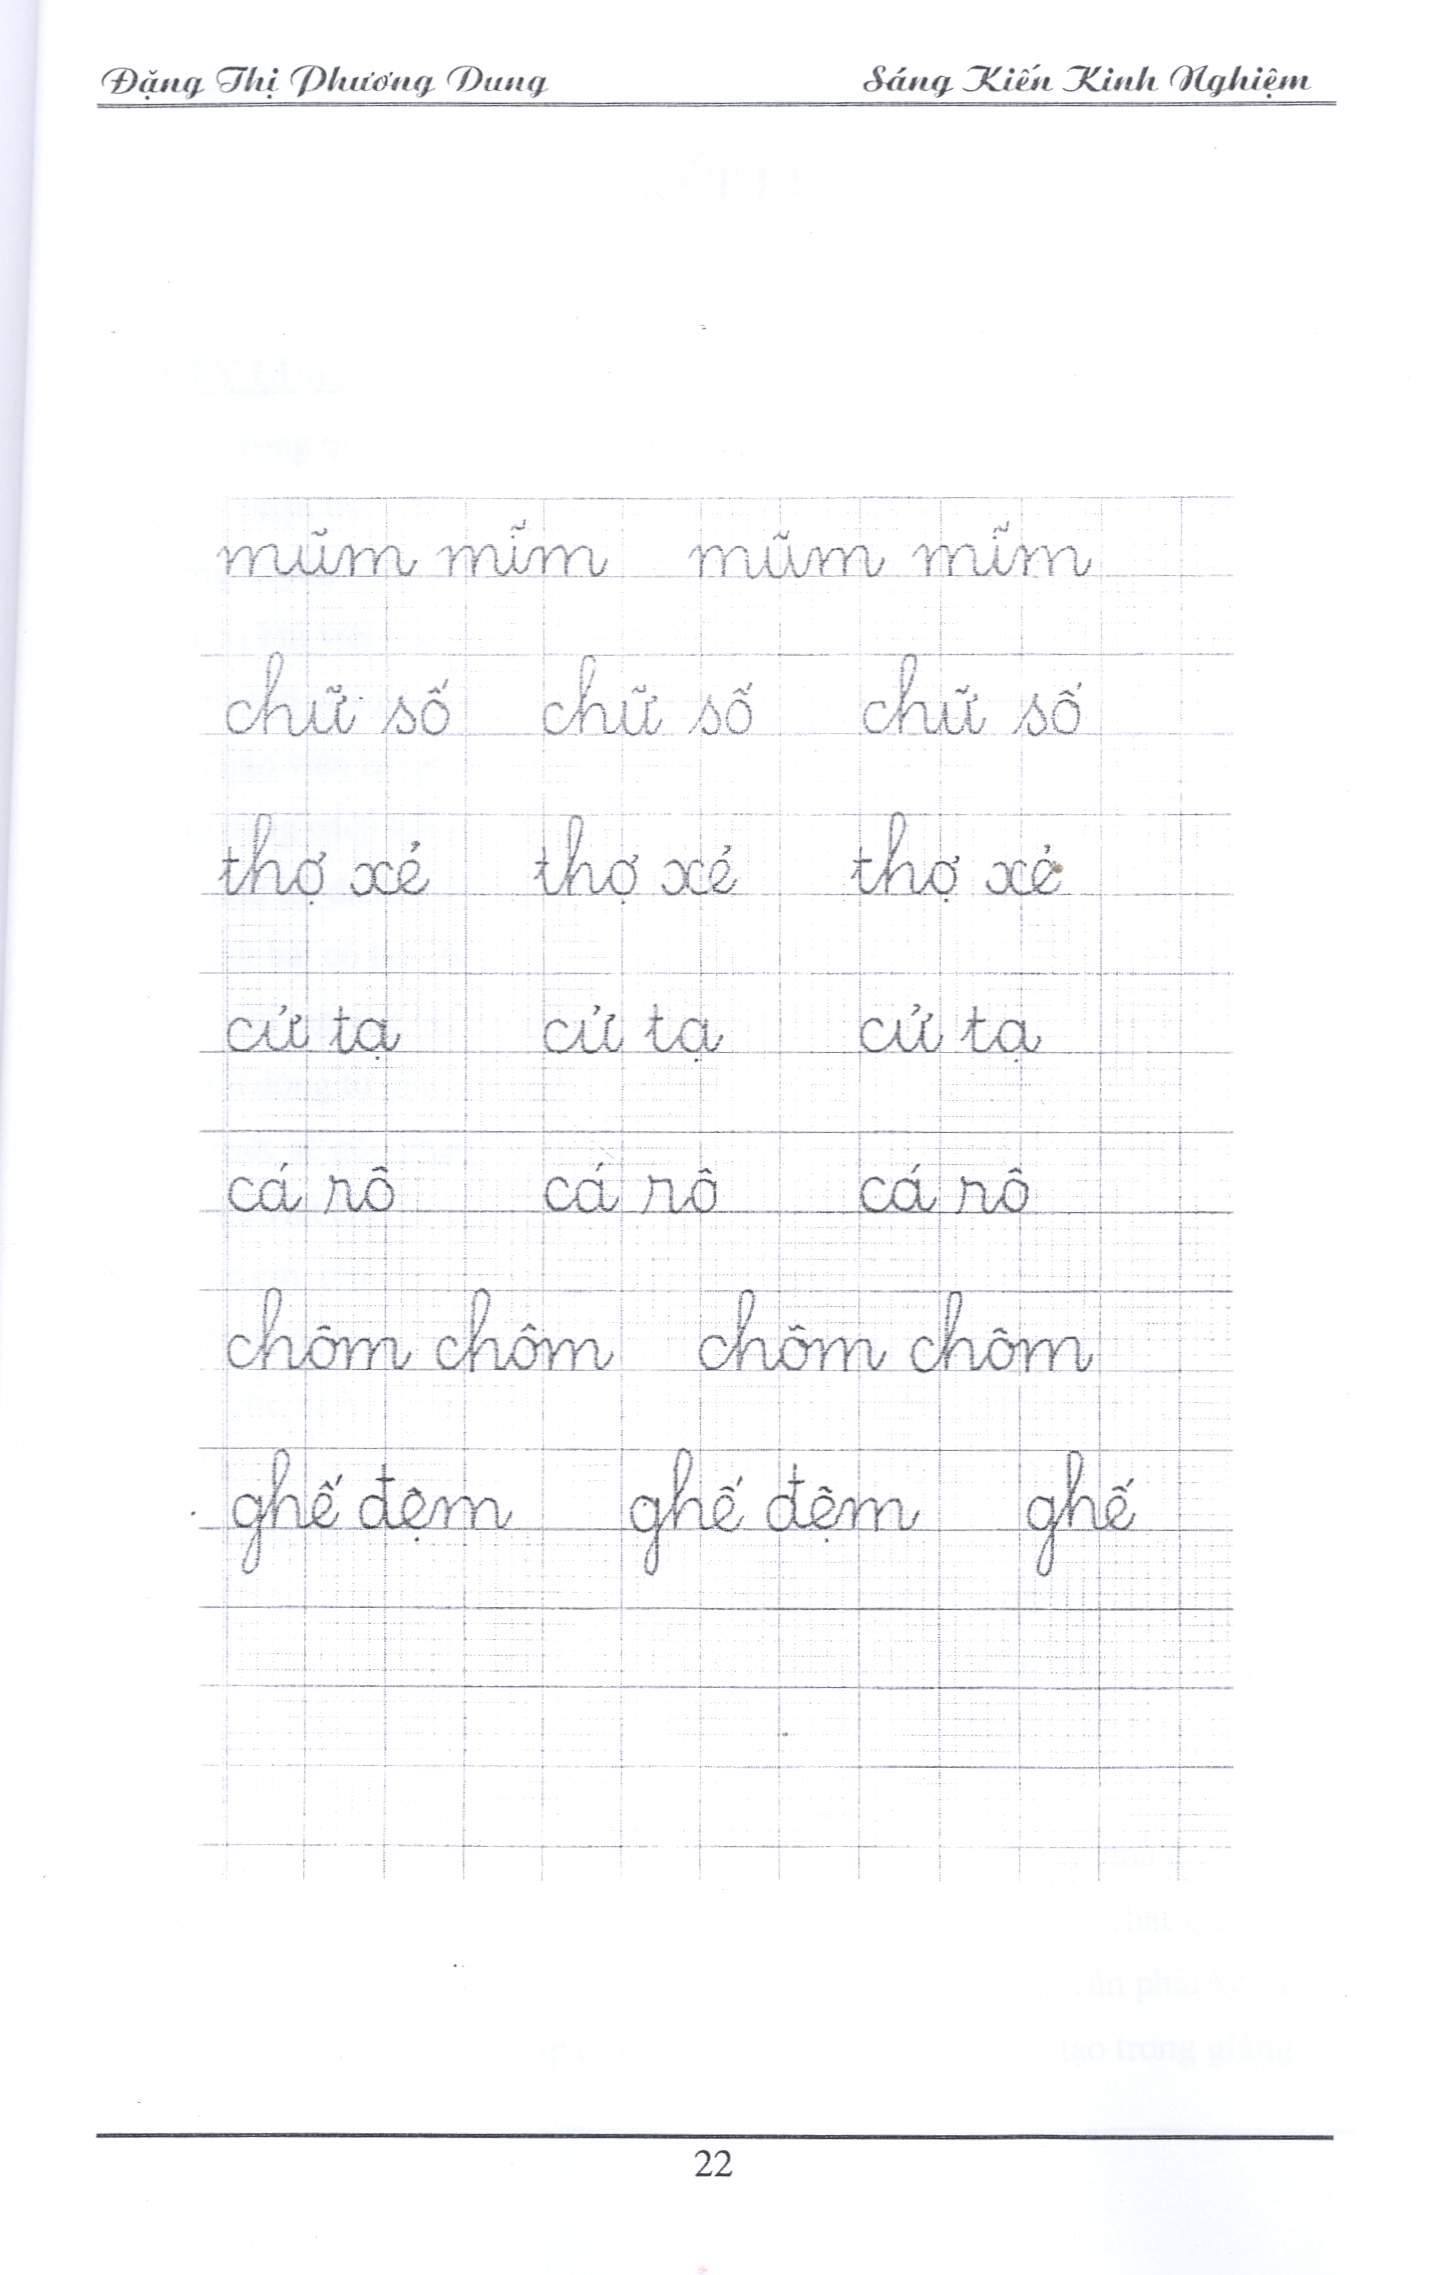 Đặng Thị Phương Dung Sáng Kiến Kinh Nghiệm
mũm mĩm mũm mĩm
chữ số chữ số chữ số
thợ xẻ thợ xẻ thợ xẻ
cử tạ cử tạ cử tạ
cá rô cá rô cá rô
chôm chôm chôm chôm
ghế đệm ghế đệm ghế
22